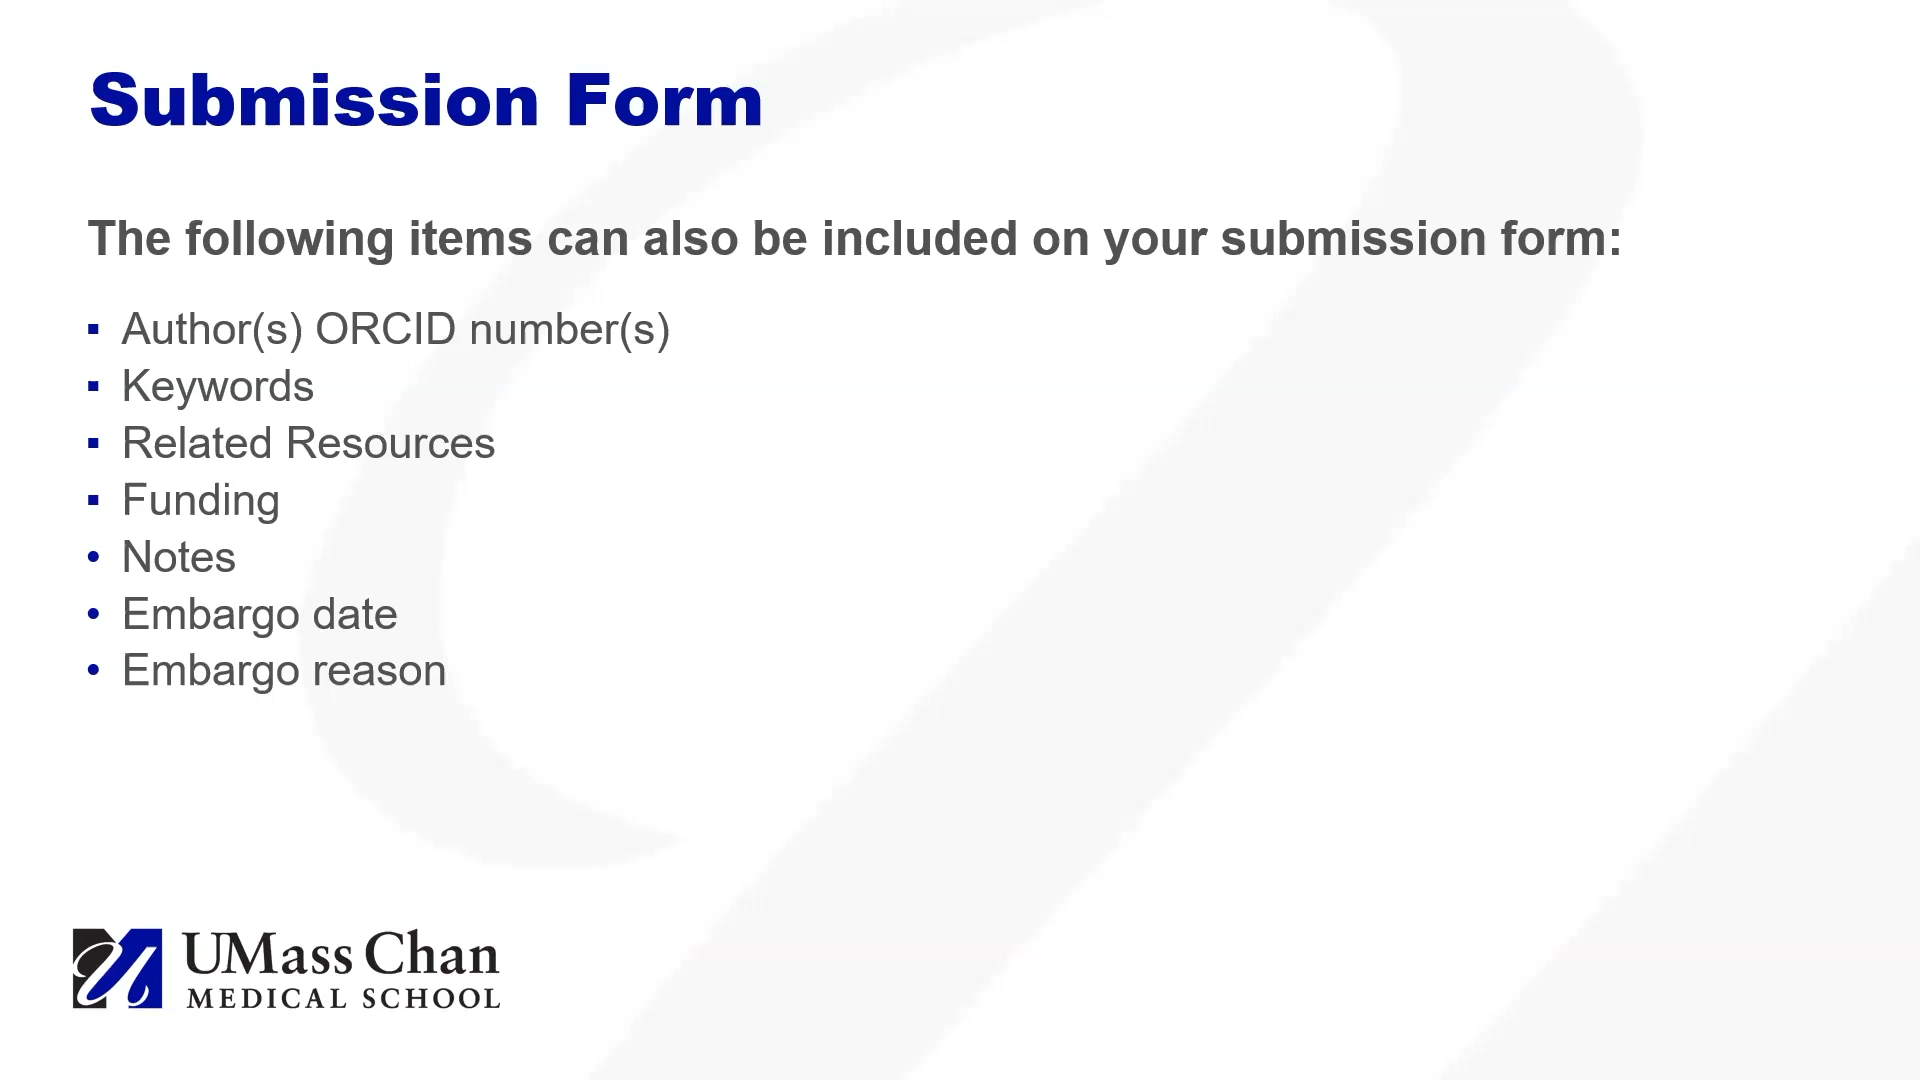 Submission Form
The following items can also be included on your submission form:
▪ Author(s) ORCID number(s)
▪ Keywords
▪ Related Resources
▪ Funding
• Notes
• Embargo date
• Embargo reason
UMass Chan
MEDICAL SCHOOL